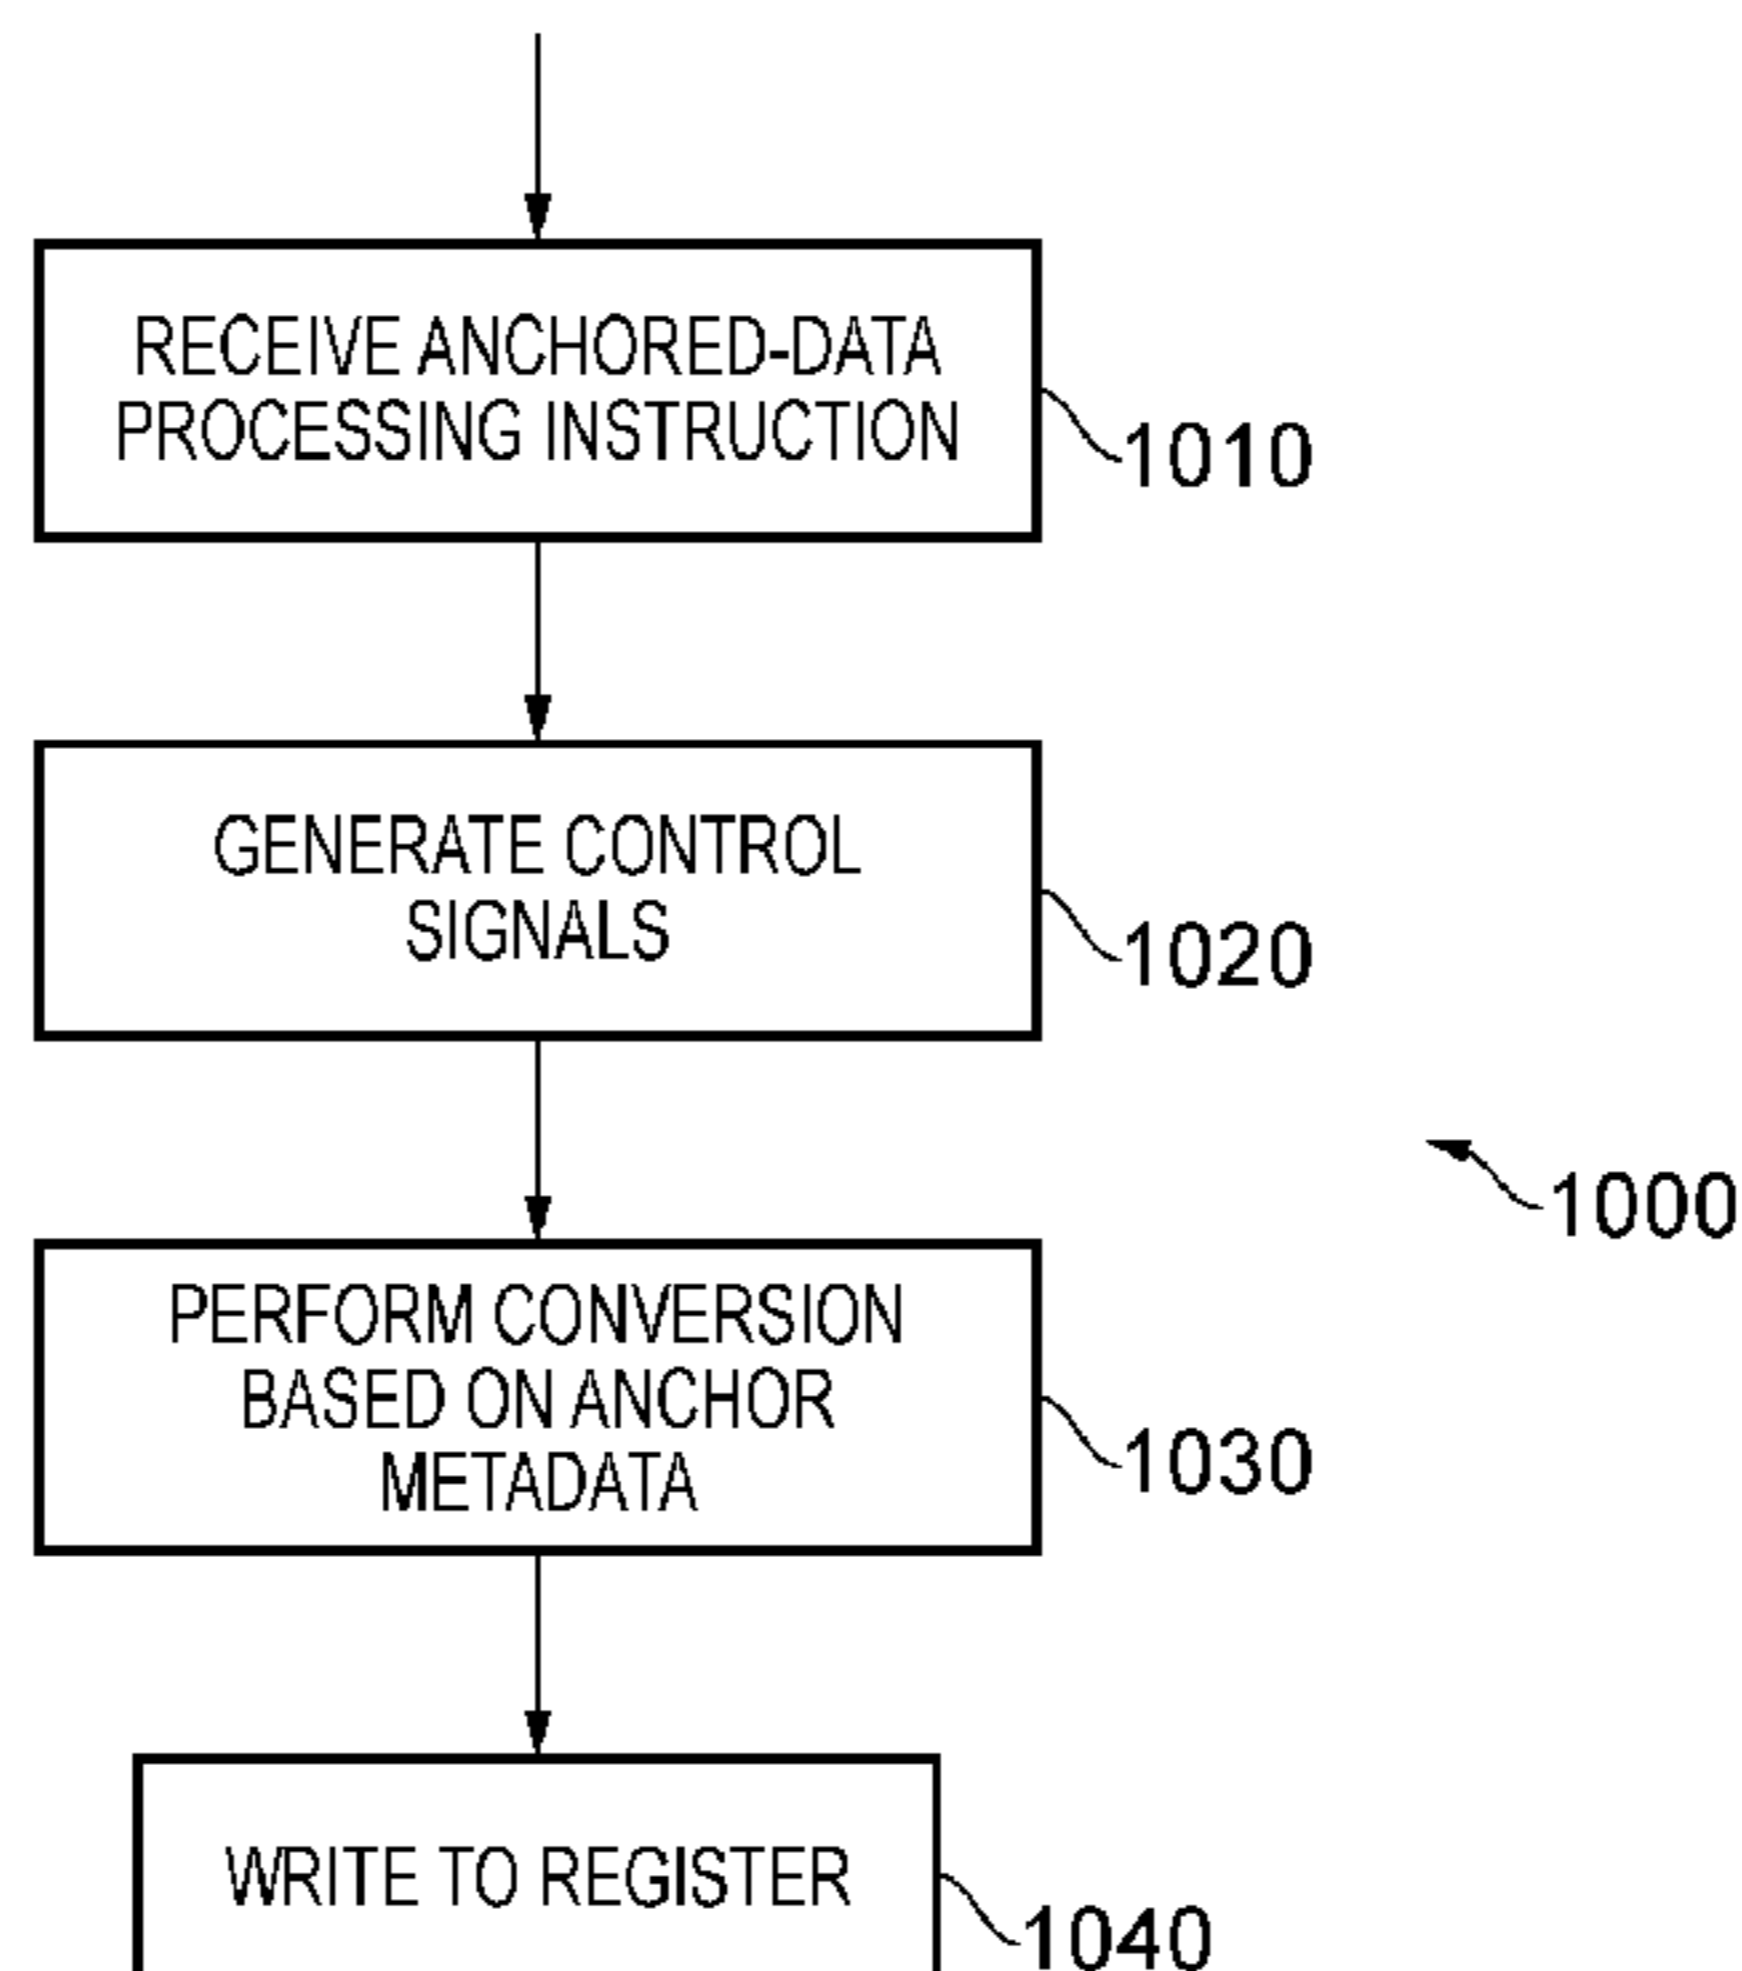 RECEIVE ANCHORED-DATA
PROCESSING INSTRUCTION
1010
GENERATE CONTROL
SIGNALS
1020
1000
PERFORM CONVERSION
BASED ON ANCHOR
METADATA
1030
WRITE TO REGISTER
1040